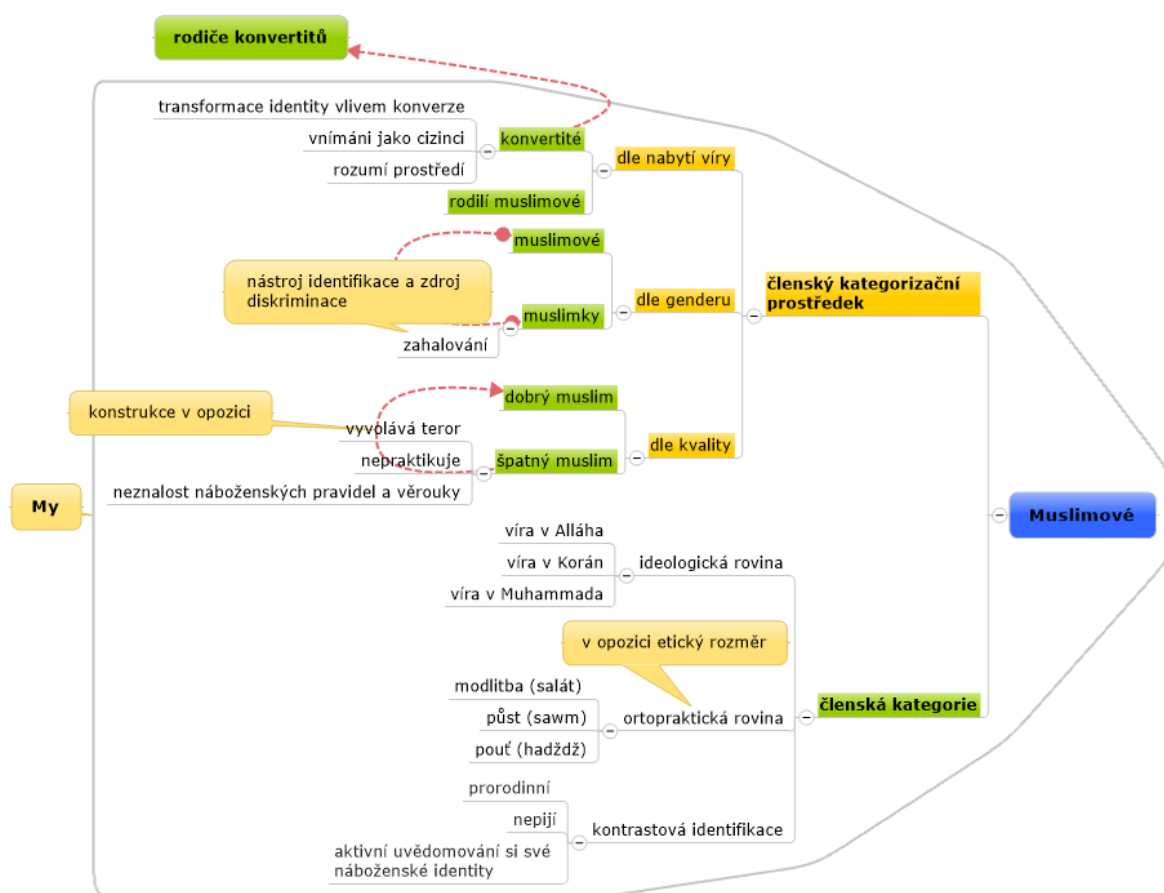 rodiče konvertitů
transformace identity vlivem konverze
vnímáni jako cizinci
rozumí prostředí
konvertité
dle nabytí víry
rodilí muslimové
muslimové
nástroj identifikace a zdroj
diskriminace
muslimky
zahalování
dle genderu
členský kategorizační
prostředek
dobrý muslim
konstrukce v opozici
vyvolává teror
nepraktikuje
neznalost náboženských pravidel a věrouky
špatný muslim
dle kvality
My
Muslimové
víra v Alláha
víra v Korán
víra v Muhammada
ideologická rovina
v opozici etický rozměr
modlitba (salát)
půst (sawm)
pouť (hadždž)
ortopraktická rovina
členská kategorie
prorodinní
nepijí
aktivní uvědomování si své
náboženské identity
kontrastová identifikace